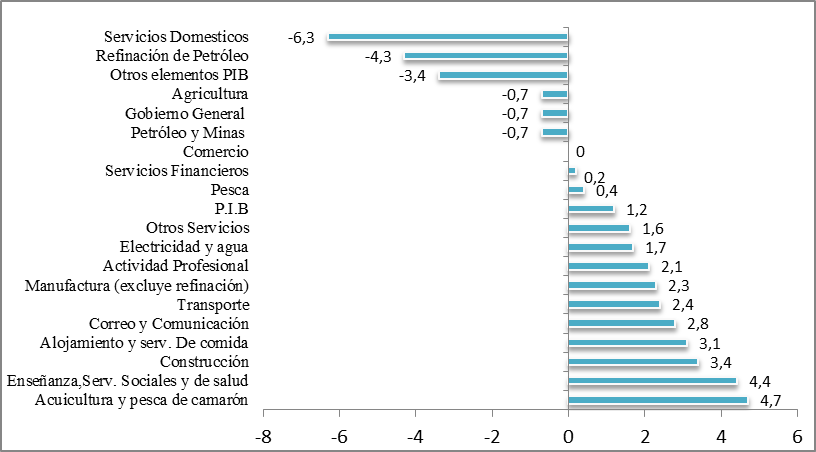 Servicios Domesticos -6,3
Refinación de Petróleo -4,3
Otros elementos PIB -3,4
Agricultura -0,7
Gobierno General -0,7
Petróleo y Minas -0,7
Comercio 0
Servicios Financieros 0,2
Pesca 0,4
P.I.B 1,2
Otros Servicios 1,6
Electricidad y agua 1,7
Actividad Profesional 2,1
Manufactura (excluye refinación) 2,3
Transporte 2,4
Correo y Comunicación 2,8
Alojamiento y serv. De comida 3,1
Construcción 3,4
Enseñanza,Serv. Sociales y de salud 4,4
Acuicultura y pesca de camarón 4,7
-8 -6 -4 -2 0 2 4 6